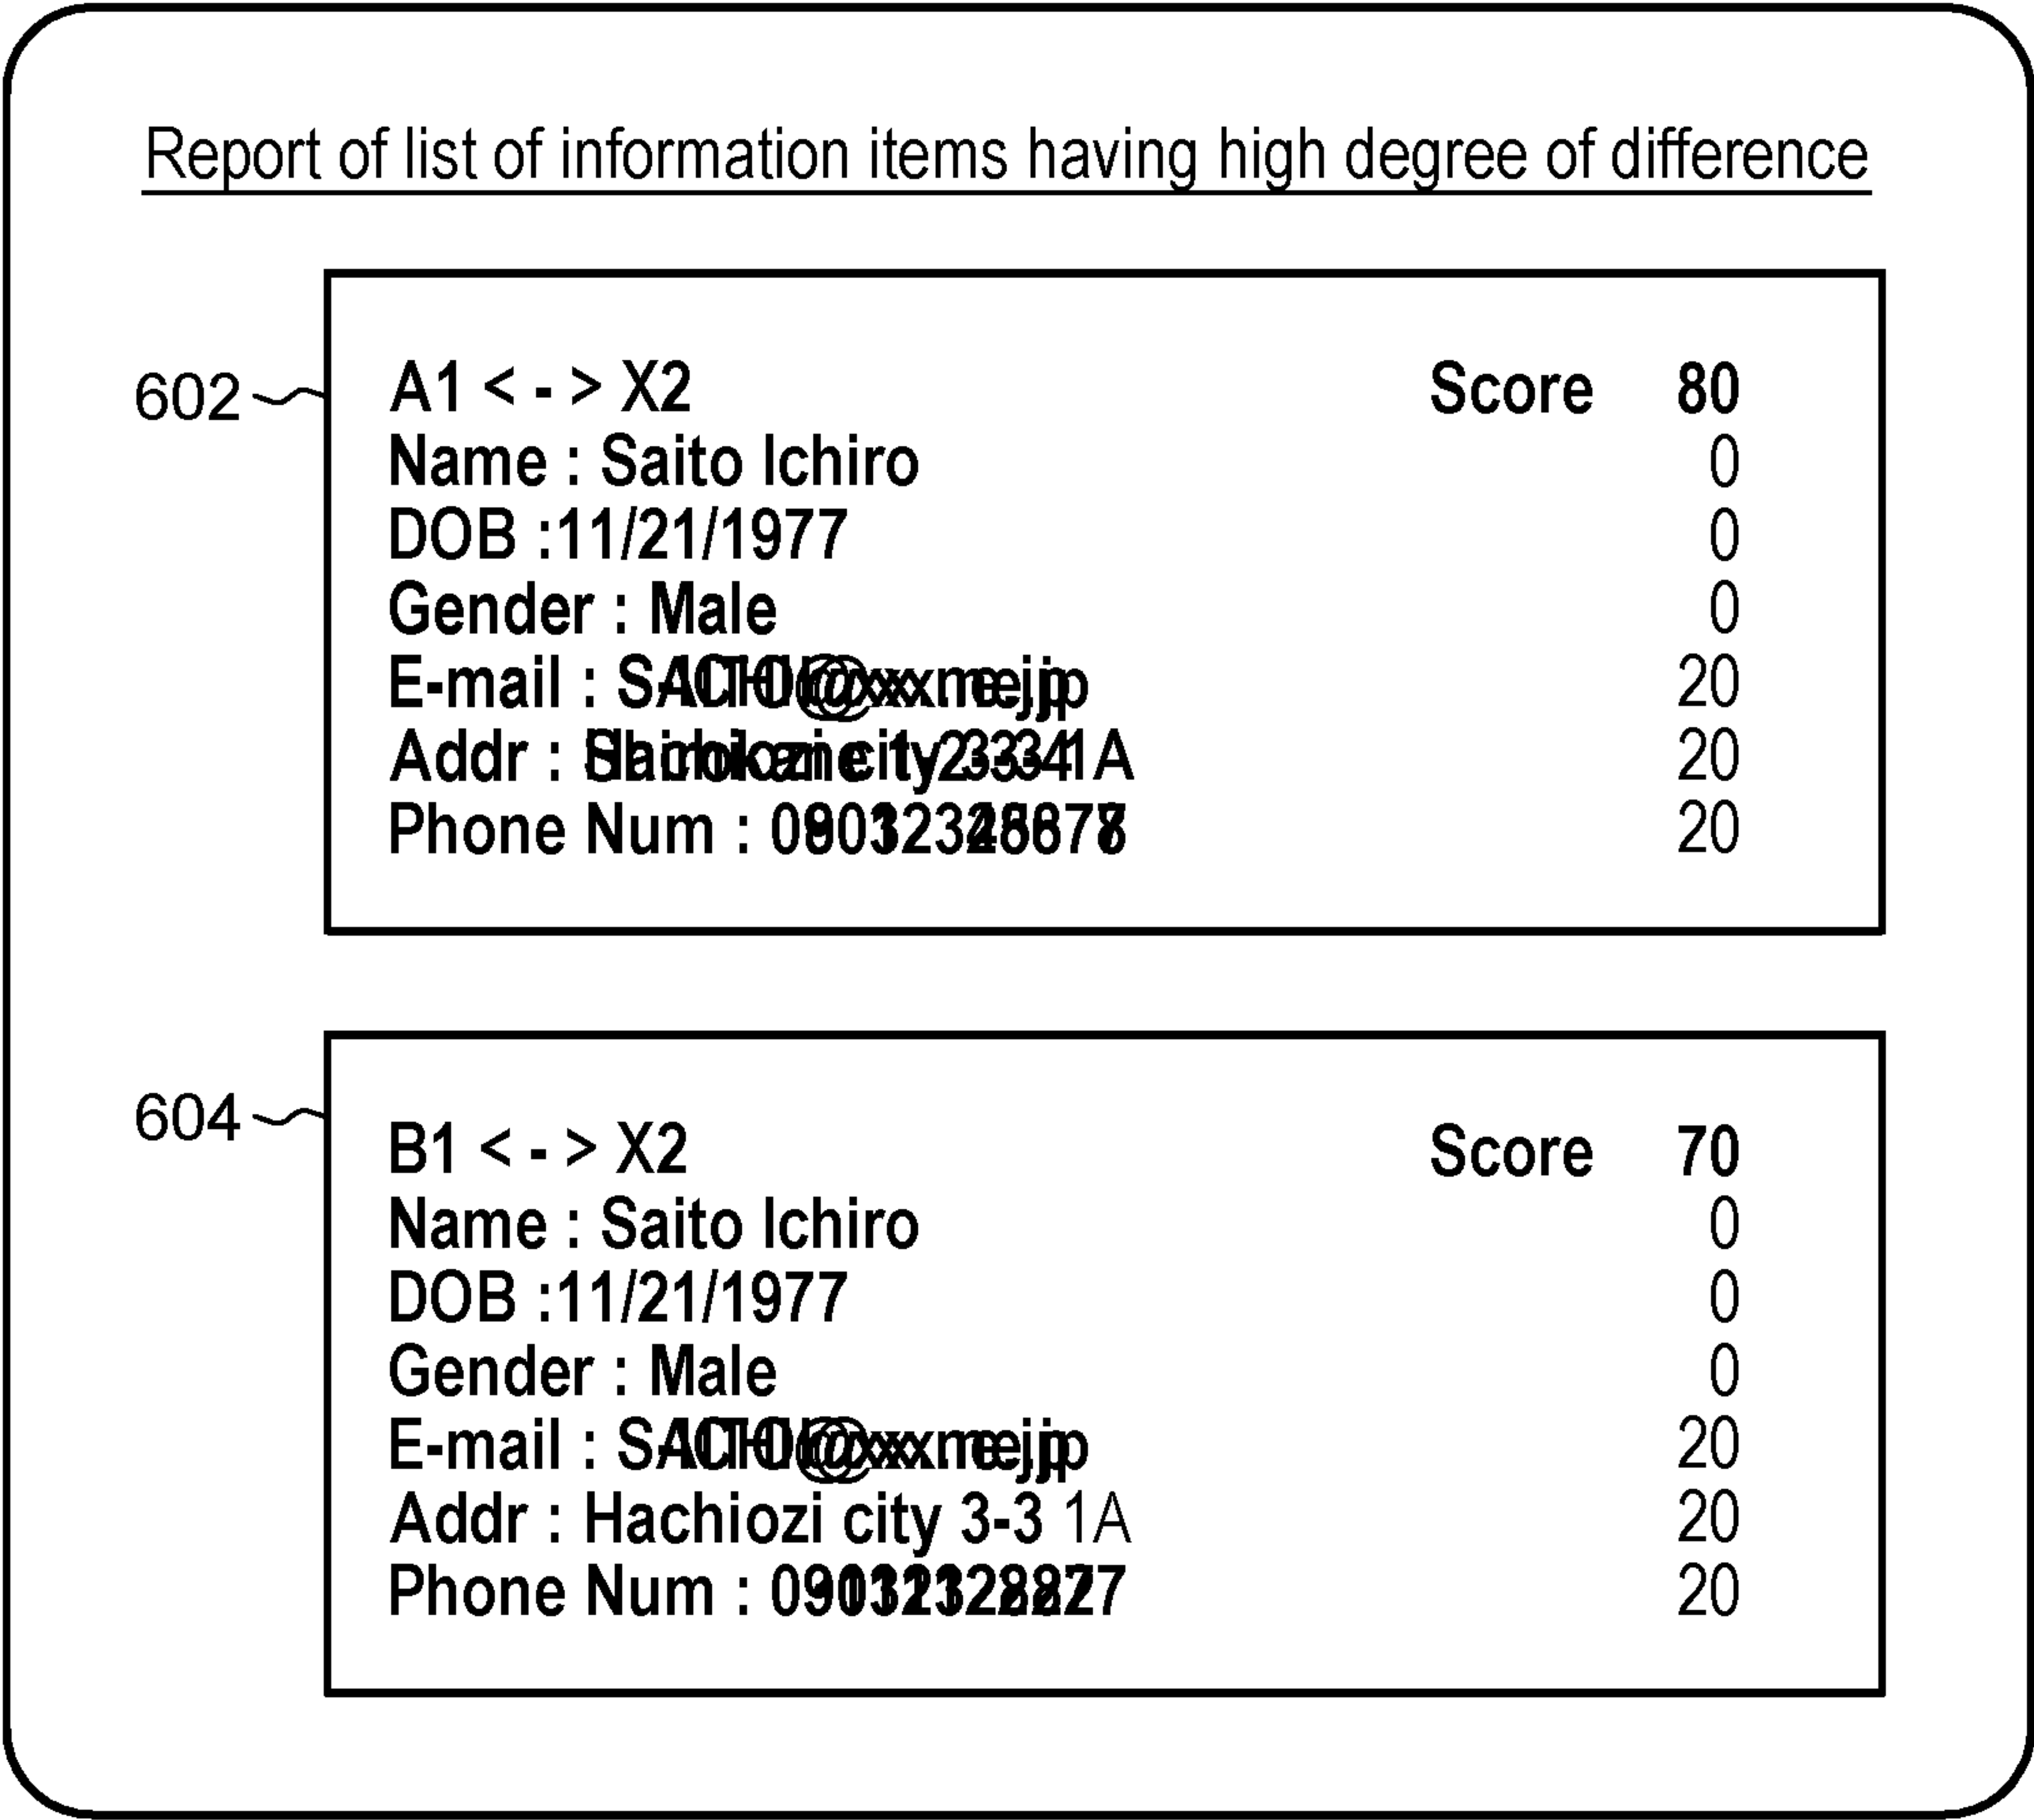 Report of list of information items having high degree of difference
602
A1 < - > X2 Score 80
Name : Saito Ichiro 0
DOB :11/21/1977 0
Gender : Male 0
E-mail : 20
Addr : 20
Phone Num : 20
604
B1 < - > X2 Score 70
Name : Saito Ichiro 0
DOB :11/21/1977 0
Gender : Male 0
E-mail : 20
Addr : Hachiozi city 3-3 1A 20
Phone Num : 20